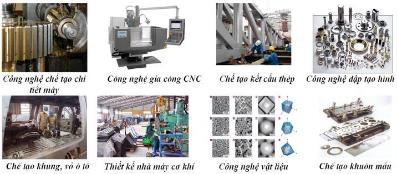 Công nghệ chế tạo chi
tiết máy
Công nghệ gia công CNC
Chế tạo kết cấu thép
Công nghệ dập tạo hình
Chế tạo khung, vỏ ô tô
Thiết kế nhà máy cơ khí
Công nghệ vật liệu
Chế tạo khuôn mẫu